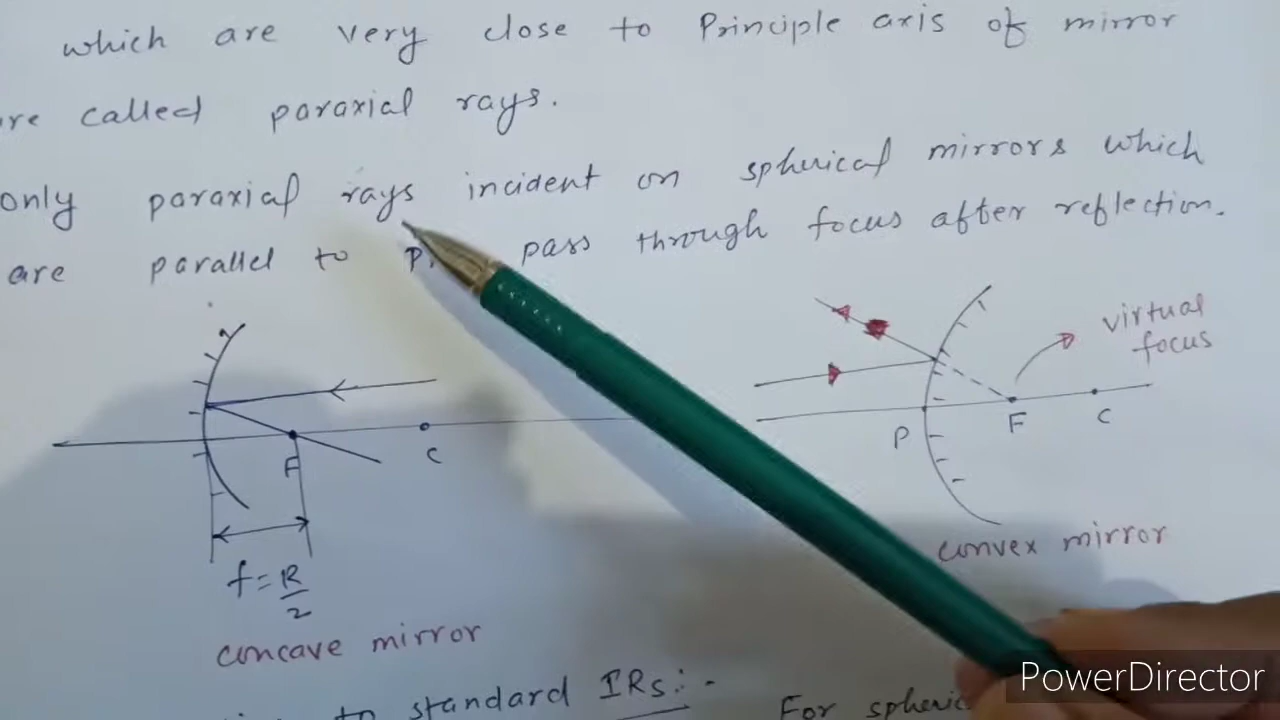 which are very close to Principle axis of mirror
are called paraxial rays.
only paraxial rays incident on spherical mirrors which
are parallel to P. pass through focus after reflection.
virtual
focus
F
C
P
F
C
f = R/2
convex mirror
concave mirror
to standard IRs:-
For spheric
PowerDirector